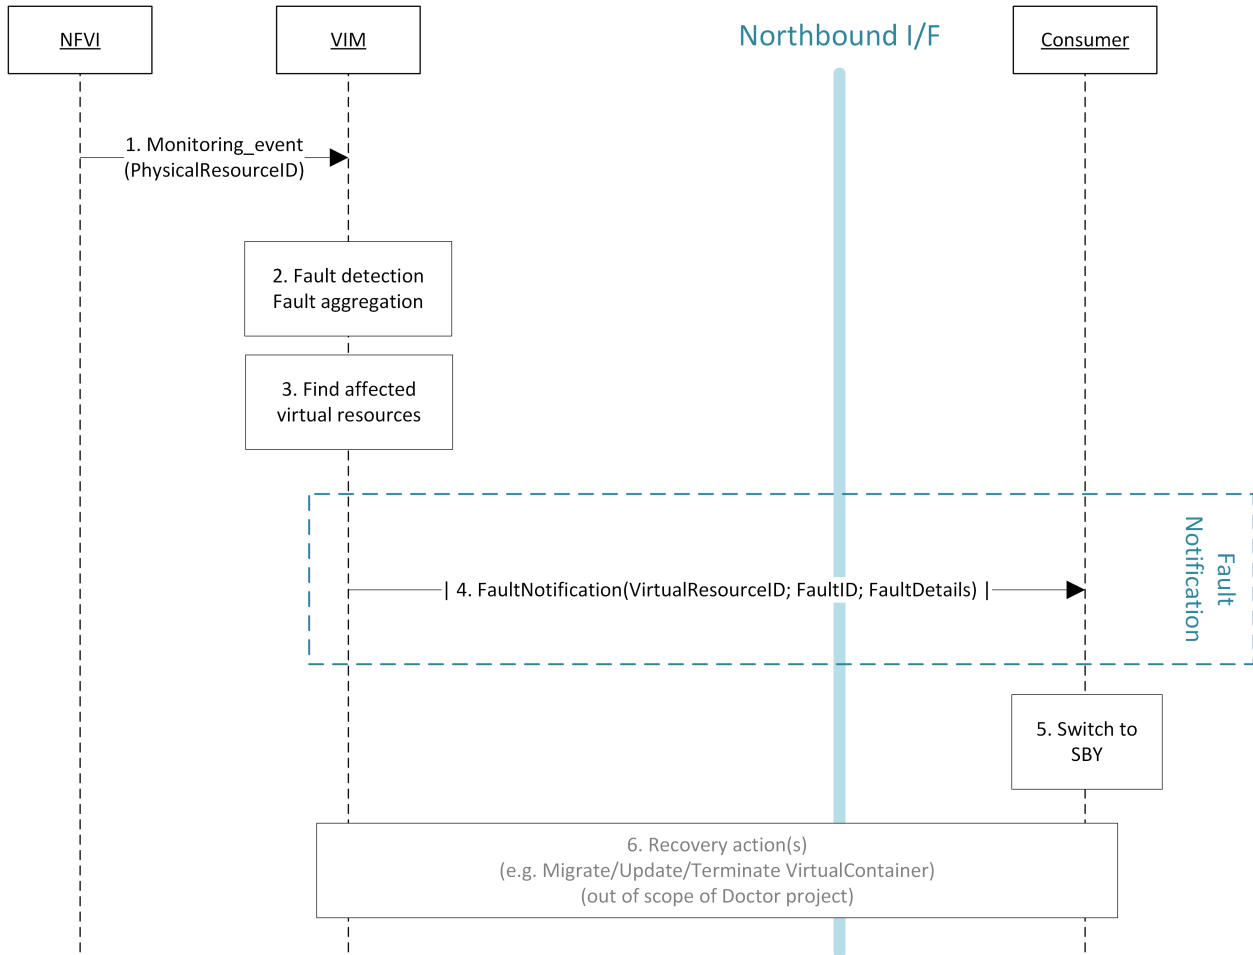 NFVI
VIM
Northbound I/F
Consumer
1. Monitoring_event
(PhysicalResourceID)
2. Fault detection
Fault aggregation
3. Find affected
virtual resources
Fault
Notification
| 4. FaultNotification(VirtualResourceID; FaultID; FaultDetails) |
5. Switch to
SBY
6. Recovery action(s)
(e.g. Migrate/Update/Terminate VirtualContainer)
(out of scope of Doctor project)